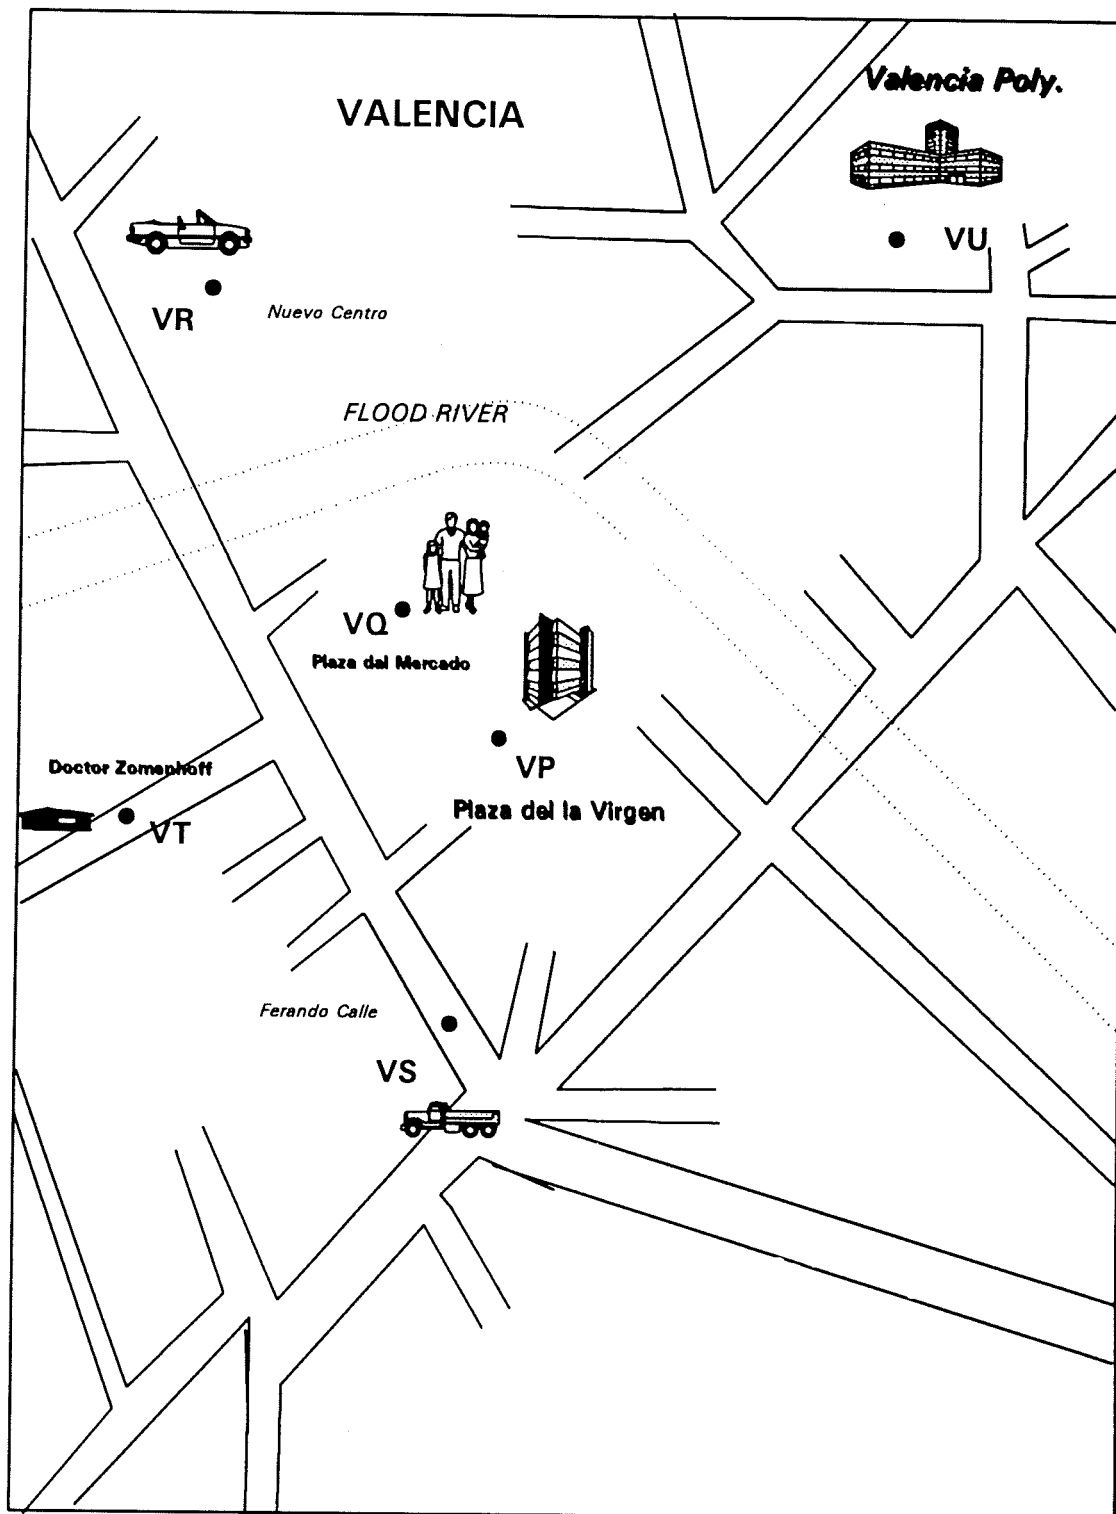 Valencia Poly.
VALENCIA
VU
VR
Nuevo Centro
FLOOD RIVER
VQ
Plaza dal Mercado
VP
Doctor Zomenhoff
Plaza del la Virgen
VT
Ferando Calle
VS